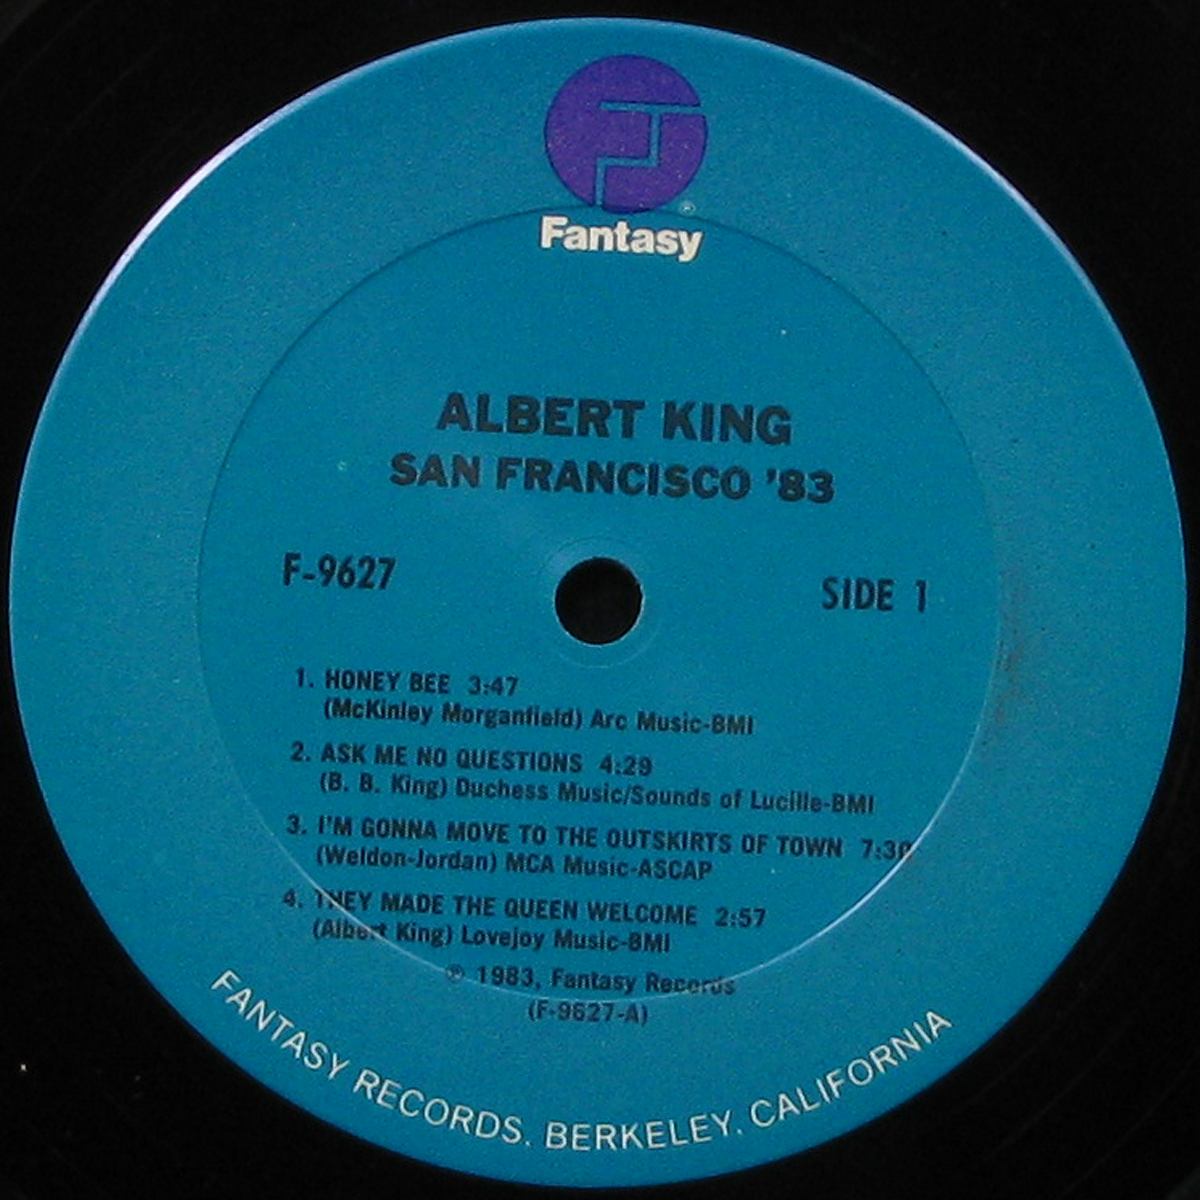 Fantasy
®
ALBERT KING
SAN FRANCISCO '83
F-9627
SIDE 1
1. HONEY BEE 3:47
(McKinley Morganfield) Arc Music-BMI
2. ASK ME NO QUESTIONS 4:29
(B. B. King) Duchess Music/Sounds of Lucille-BMI
3. I'M GONNA MOVE TO THE OUTSKIRTS OF TOWN
(Weldon-Jordan) MCA Music-ASCAP
4. THEY MADE THE QUEEN WELCOME 2:57
(Albert King) Lovejoy Music-BMI
℗ 1983, Fantasy Records
(F-9627-A)
FANTASY RECORDS, BERKELEY, CALIFORNIA